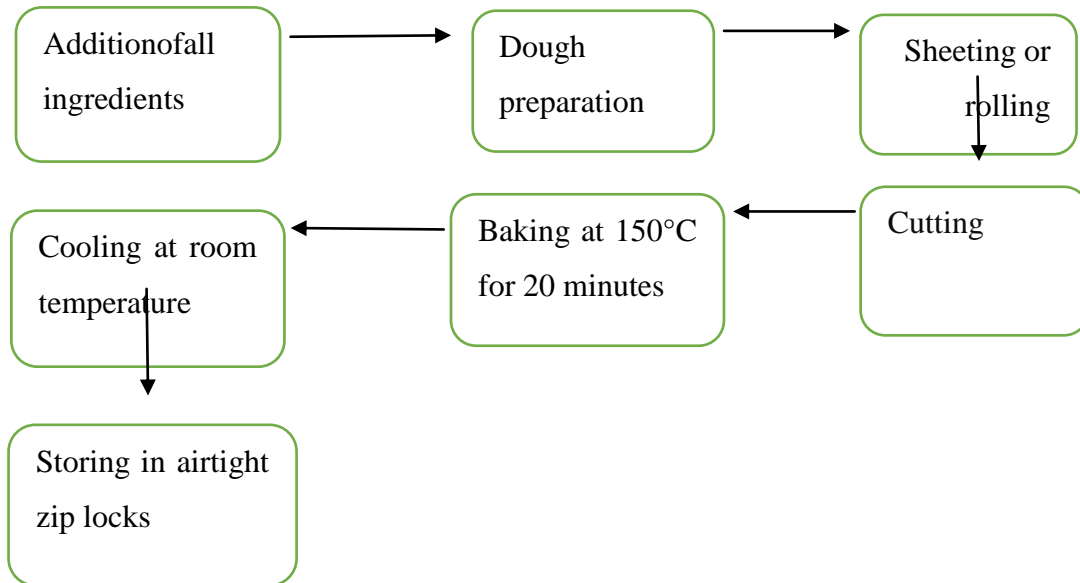 Additionofall
ingredients
Dough
preparation
Sheeting or
rolling
Cutting
Baking at 150°C
for 20 minutes
Cooling at room
temperature
Storing in airtight
zip locks